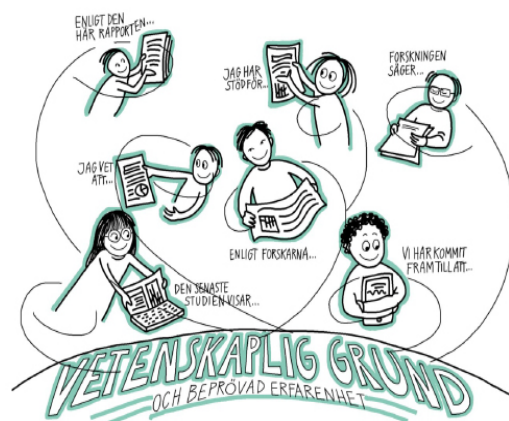 ENLIGT DEN
HÄR RAPPORTEN...
JAG HAR
STÖD FÖR...
FORSKNINGEN
SÄGER...
JAG VET
ATT...
ENLIGT FORSKARNA...
VI HAR KOMMIT
FRAM TILL ATT...
DEN SENASTE
STUDIEN VISAR...
VETENSKAPLIG GRUND
OCH BEPRÖVAD ERFARENHET